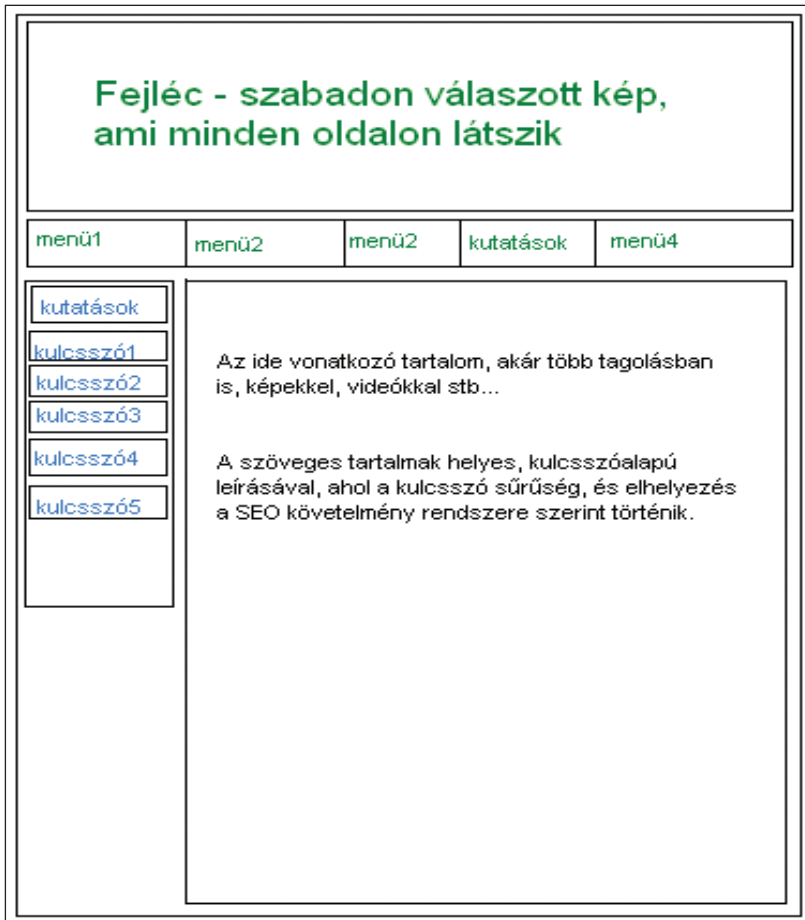 Fejléc - szabadon választott kép,
ami minden oldalon látszik
menü1
menü2
menü2
kutatások
menü4
kutatások
kulcsszó1
kulcsszó2
kulcsszó3
kulcsszó4
kulcsszó5
Az ide vonatkozó tartalom, akár több tagolásban
is, képekkel, videókkal stb...
A szöveges tartalmak helyes, kulcsszóalapú
leírásával, ahol a kulcsszó sűrűség, és elhelyezés
a SEO követelmény rendszere szerint történik.